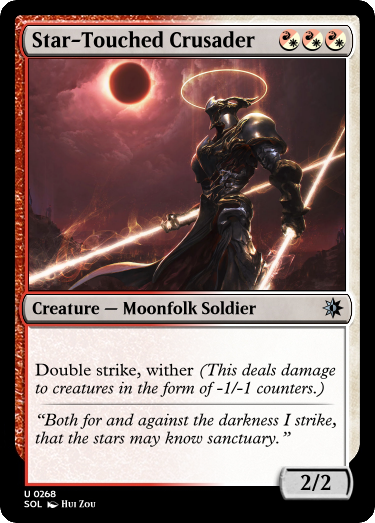 Star-Touched Crusader
Creature — Moonfolk Soldier
Double strike, wither (This deals damage
to creatures in the form of -1/-1 counters.)
“Both for and against the darkness I strike,
that the stars may know sanctuary.”
2/2
U 0268
SOL Hui Zou